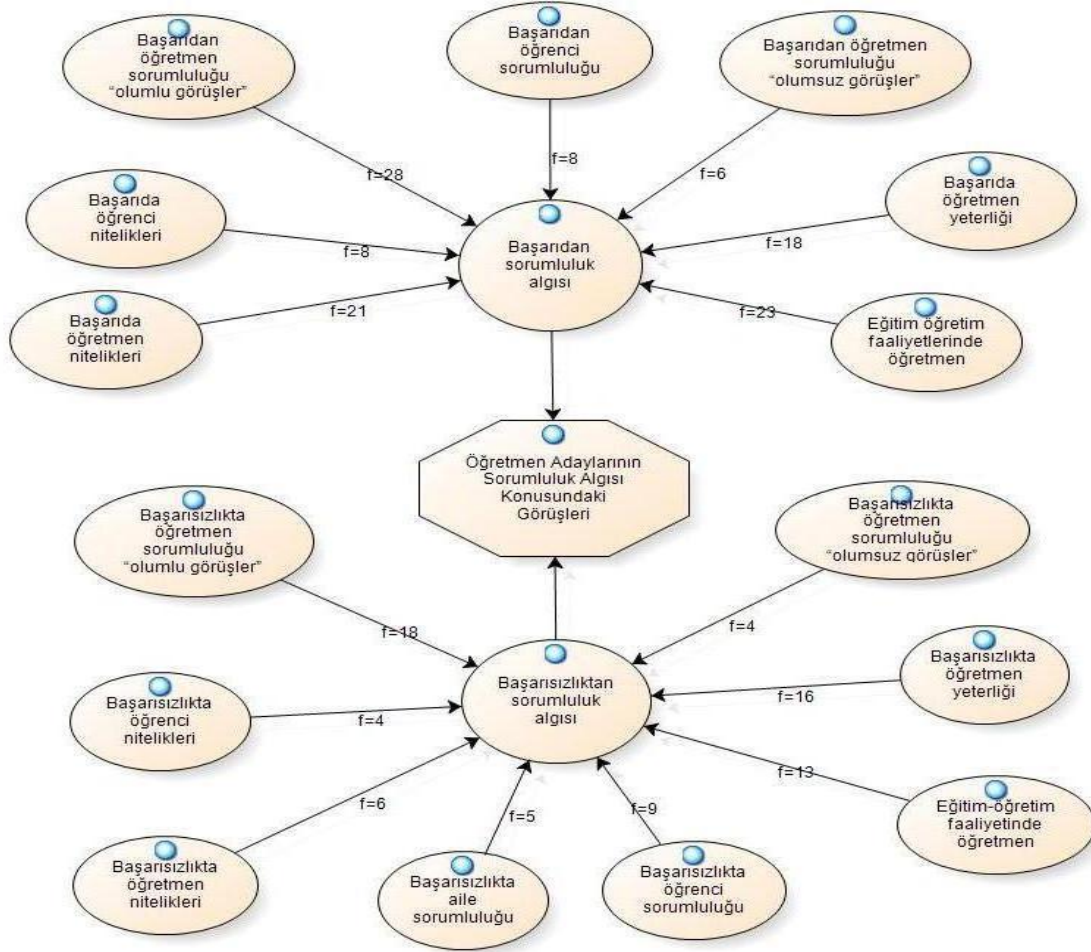 Başarıdan
öğretmen
sorumluluğu
“olumlu görüşler”
Başarıdan
öğrenci
sorumluluğu
Başarıdan öğretmen
sorumluluğu
“olumsuz görüşler”
f=28
f=8
f=6
Başarıda
öğrenci
nitelikleri
f=8
Başarıdan
sorumluluk
algısı
Başarıda
öğretmen
yeterliği
f=18
Başarıda
öğretmen
nitelikleri
f=21
f=23
Eğitim öğretim
faaliyetlerinde
öğretmen
Öğretmen Adaylarının
Sorumluluk Algısı
Konusundaki
Görüşleri
Başarısızlıkta
öğretmen
sorumluluğu
“olumlu görüşler”
Başarısızlıkta
öğretmen
sorumluluğu
“olumsuz görüşler”
f=18
f=4
Başarısızlıkta
öğrenci
nitelikleri
f=4
Başarısızlıktan
sorumluluk
algısı
Başarısızlıkta
öğretmen
yeterliği
f=16
f=13
Eğitim-öğretim
faaliyetinde
öğretmen
f=6
f=5
f=9
Başarısızlıkta
öğretmen
nitelikleri
Başarısızlıkta
aile
sorumluluğu
Başarısızlıkta
öğrenci
sorumluluğu